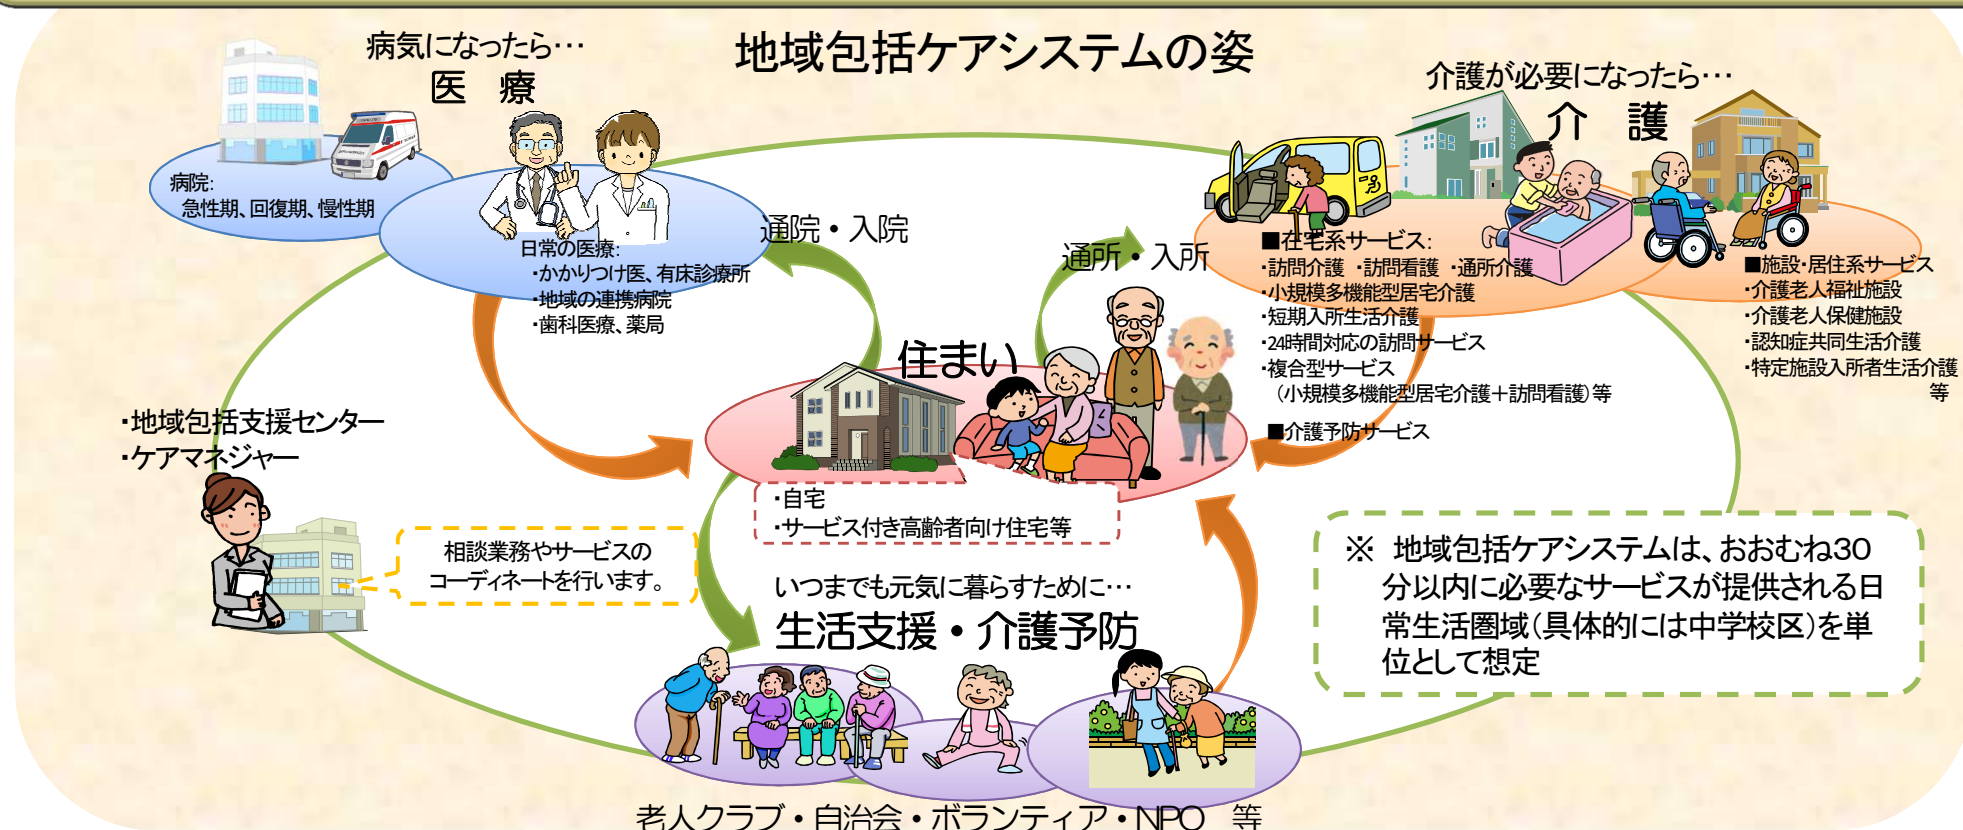 地域包括ケアシステムの姿
病気になったら…
医　療
病院:
急性期、回復期、慢性期
日常の医療:
・かかりつけ医、有床診療所
・地域の連携病院
・歯科医療、薬局
通院・入院
通所・入所
介護が必要になったら…
介　護
■在宅系サービス:
・訪問介護 ・訪問看護 ・通所介護
・小規模多機能型居宅介護
・短期入所生活介護
・24時間対応の訪問サービス
・複合型サービス
（小規模多機能型居宅介護＋訪問看護）等
■介護予防サービス
■施設・居住系サービス
・介護老人福祉施設
・介護老人保健施設
・認知症共同生活介護
・特定施設入所者生活介護
等
住まい
・自宅
・サービス付き高齢者向け住宅等
・地域包括支援センター
・ケアマネジャー
相談業務やサービスの
コーディネートを行います。
いつまでも元気に暮らすために…
生活支援・介護予防
老人クラブ・自治会・ボランティア・NPO　等
※　地域包括ケアシステムは、おおむね30
分以内に必要なサービスが提供される日
常生活圏域（具体的には中学校区）を単
位として想定